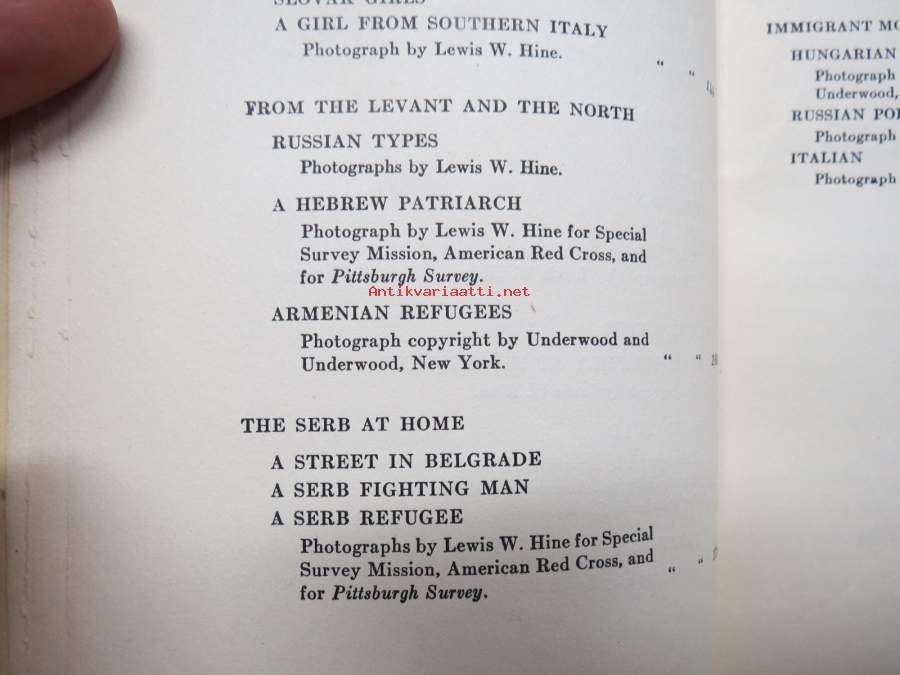 SLOVAK GIRLS
A GIRL FROM SOUTHERN ITALY
Photograph by Lewis W. Hine.
“ “
FROM THE LEVANT AND THE NORTH
RUSSIAN TYPES
Photographs by Lewis W. Hine.
A HEBREW PATRIARCH
Photograph by Lewis W. Hine for Special
Survey Mission, American Red Cross, and
for Pittsburgh Survey.
Antikvariaatti.net
ARMENIAN REFUGEES
Photograph copyright by Underwood and
Underwood, New York. “ “
THE SERB AT HOME
A STREET IN BELGRADE
A SERB FIGHTING MAN
A SERB REFUGEE
Photographs by Lewis W. Hine for Special
Survey Mission, American Red Cross, and “ “
for Pittsburgh Survey.
IMMIGRANT
HUNGARIAN
Photograph
Underwood,
RUSSIAN
Photograph
ITALIAN
Photograph